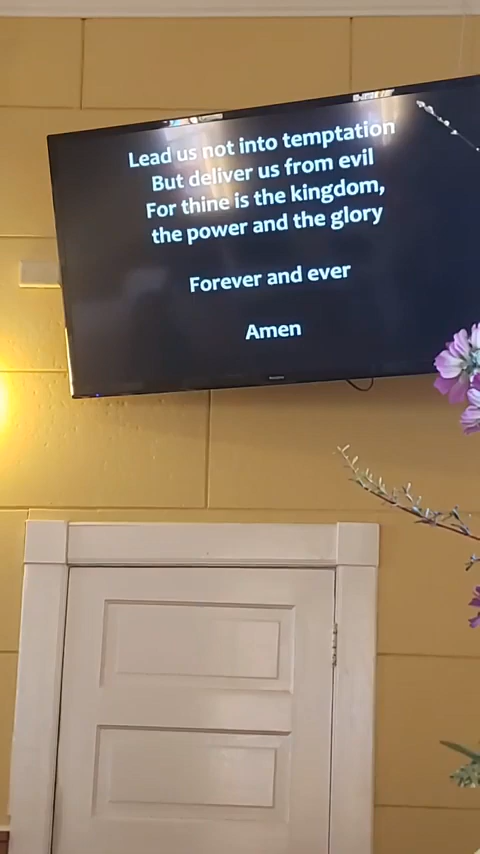 Lead us not into temptation
But deliver us from evil
For thine is the kingdom,
the power and the glory
Forever and ever
Amen